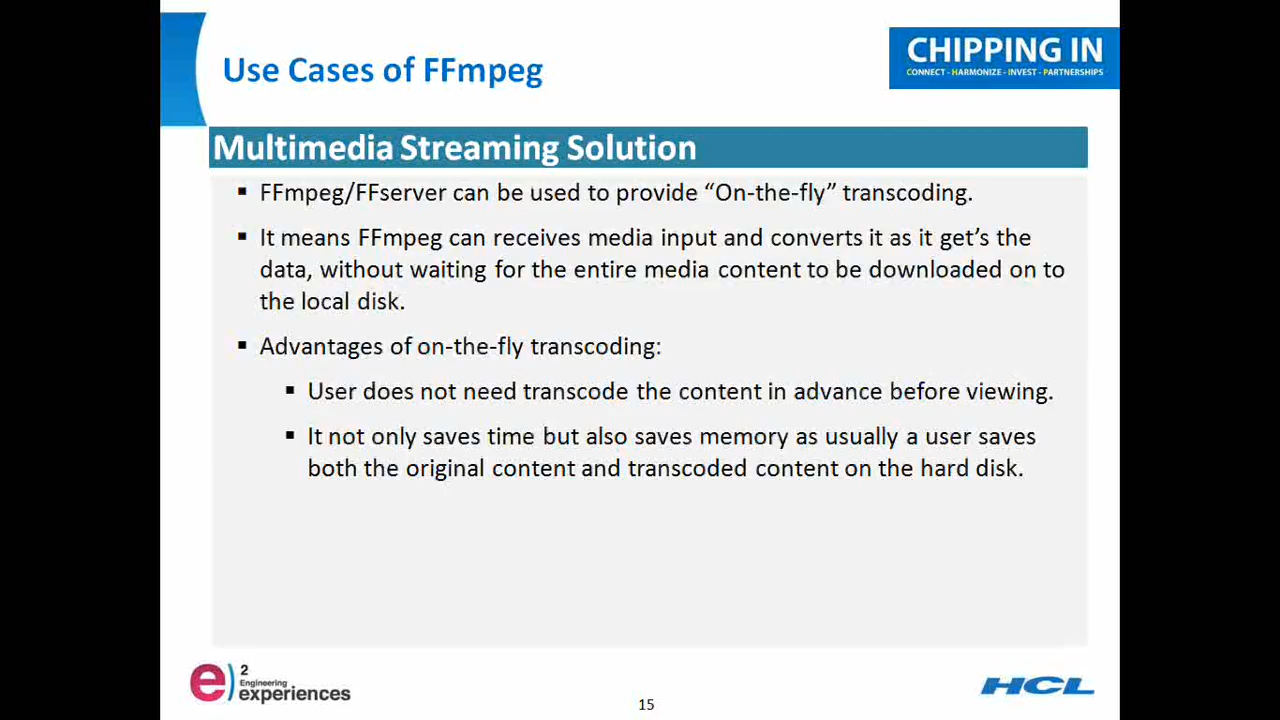 Use Cases of FFmpeg
CHIPPING IN
CONNECT - HARMONIZE - INVEST - PARTNERSHIPS
Multimedia Streaming Solution
▪ FFmpeg/FFserver can be used to provide “On-the-fly” transcoding.
▪ It means FFmpeg can receives media input and converts it as it get’s the
data, without waiting for the entire media content to be downloaded on to
the local disk.
▪ Advantages of on-the-fly transcoding:
▪ User does not need transcode the content in advance before viewing.
▪ It not only saves time but also saves memory as usually a user saves
both the original content and transcoded content on the hard disk.
e) 2
Engineering
experiences
15
HCL